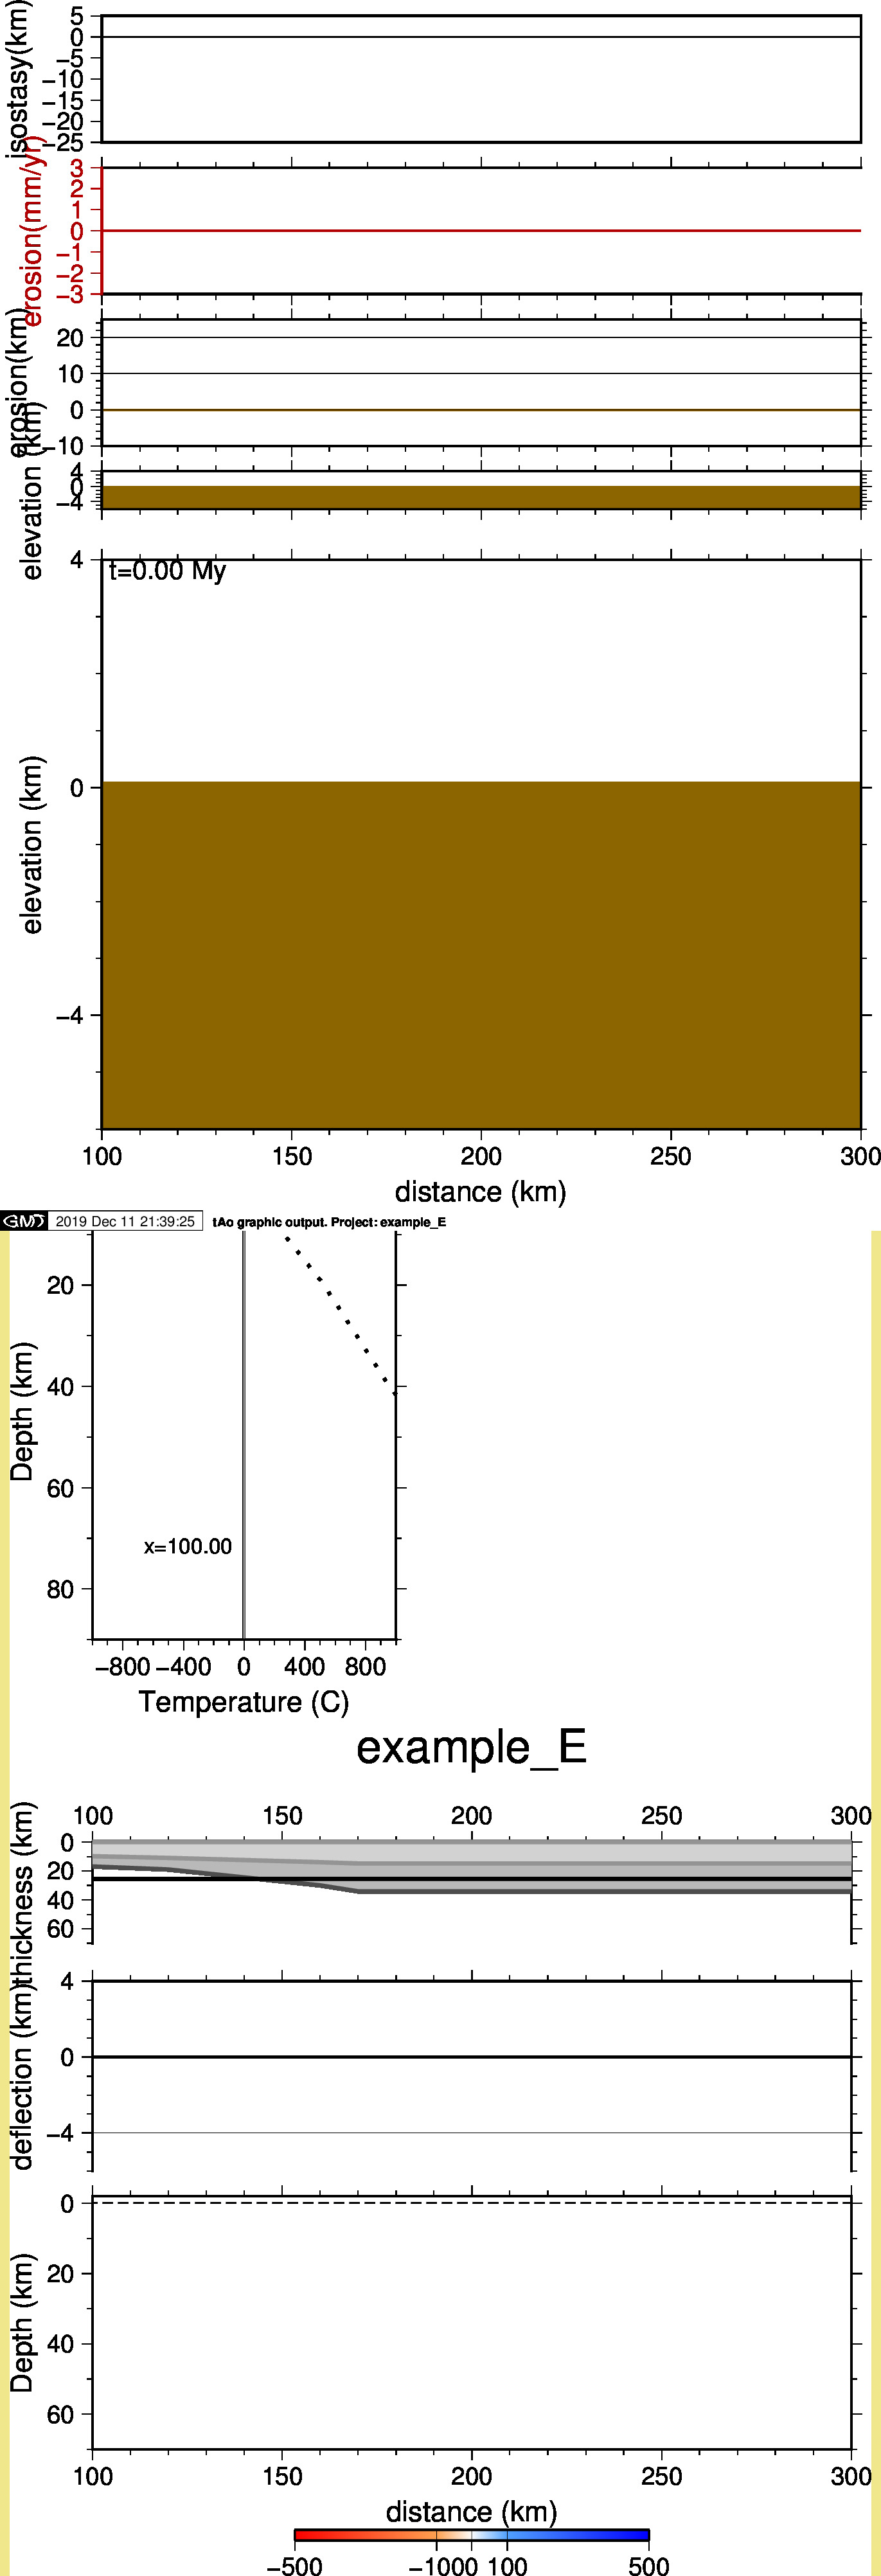 isostasy(km)
5
0
−5
−10
−15
−20
−25
erosion(mm/yr)
3
2
1
0
−1
−2
−3
erosion(km)
20
10
0
−10
elevation (km)
4
0
−4
t=0.00 My
elevation (km)
4
0
−4
100 150 200 250 300
distance (km)
GMT 2019 Dec 11 21:39:25 tAo graphic output. Project: example_E
Depth (km)
20
40
60
80
x=100.00
−800 −400 0 400 800
Temperature (C)
example_E
100 150 200 250 300
thickness (km)
0
20
40
60
deflection (km)
4
0
−4
Depth (km)
0
20
40
60
100 150 200 250 300
distance (km)
−500 −1000 100 500